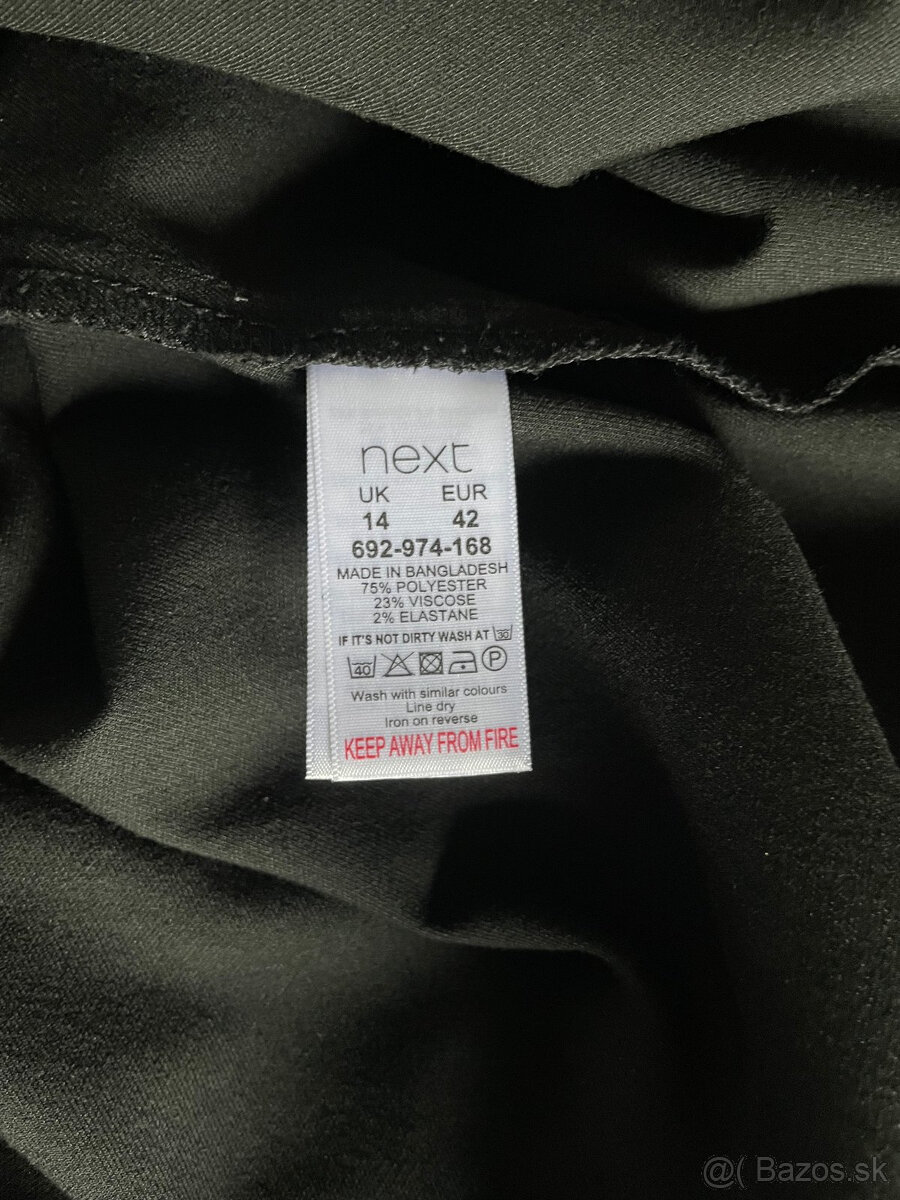 next
UK EUR
14 42
692-974-168
MADE IN BANGLADESH
75% POLYESTER
23% VISCOSE
2% ELASTANE
IF IT'S NOT DIRTY WASH AT 30
40 P
Wash with similar colours
Line dry
Iron on reverse
KEEP AWAY FROM FIRE
@( Bazos.sk